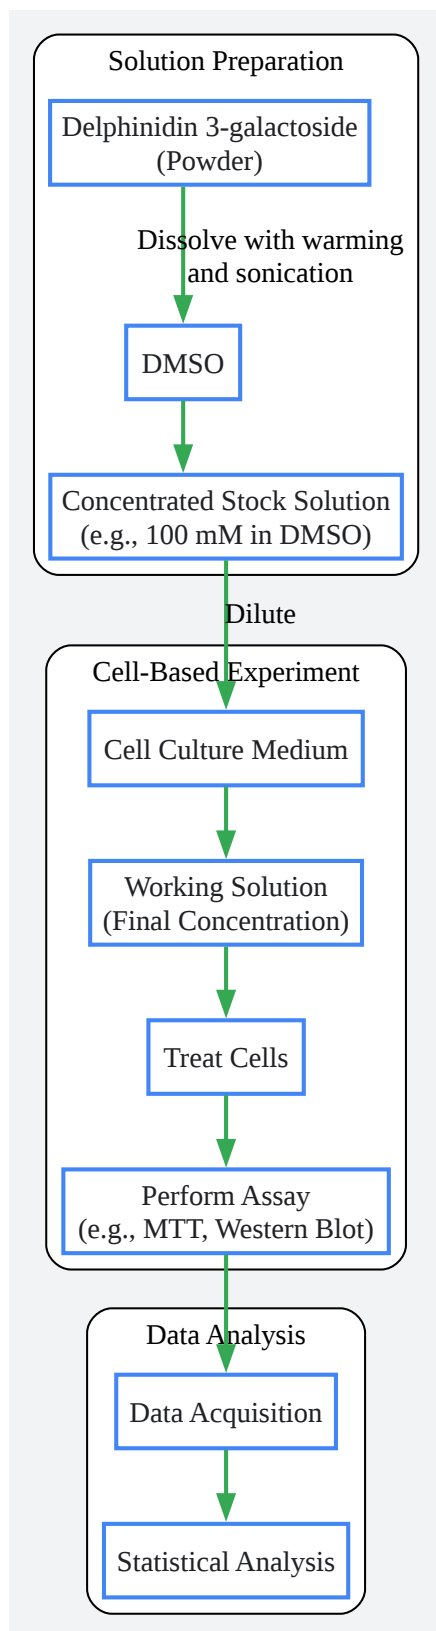 Solution Preparation
Delphinidin 3-galactoside
(Powder)
Dissolve with warming
and sonication
DMSO
Concentrated Stock Solution
(e.g., 100 mM in DMSO)
Dilute
Cell-Based Experiment
Cell Culture Medium
Working Solution
(Final Concentration)
Treat Cells
Perform Assay
(e.g., MTT, Western Blot)
Data Analysis
Data Acquisition
Statistical Analysis